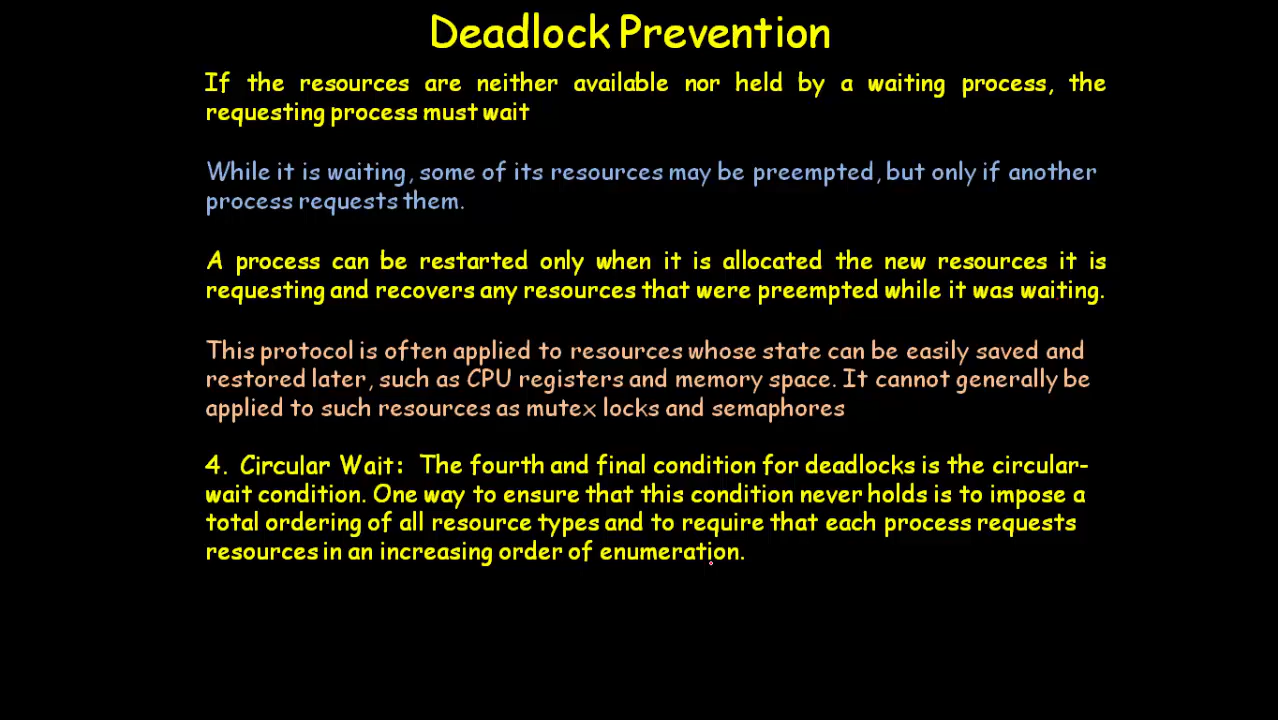 Deadlock Prevention
If the resources are neither available nor held by a waiting process, the
requesting process must wait
While it is waiting, some of its resources may be preempted, but only if another
process requests them.
A process can be restarted only when it is allocated the new resources it is
requesting and recovers any resources that were preempted while it was waiting.
This protocol is often applied to resources whose state can be easily saved and
restored later, such as CPU registers and memory space. It cannot generally be
applied to such resources as mutex locks and semaphores
4. Circular Wait: The fourth and final condition for deadlocks is the circular-
wait condition. One way to ensure that this condition never holds is to impose a
total ordering of all resource types and to require that each process requests
resources in an increasing order of enumeration.